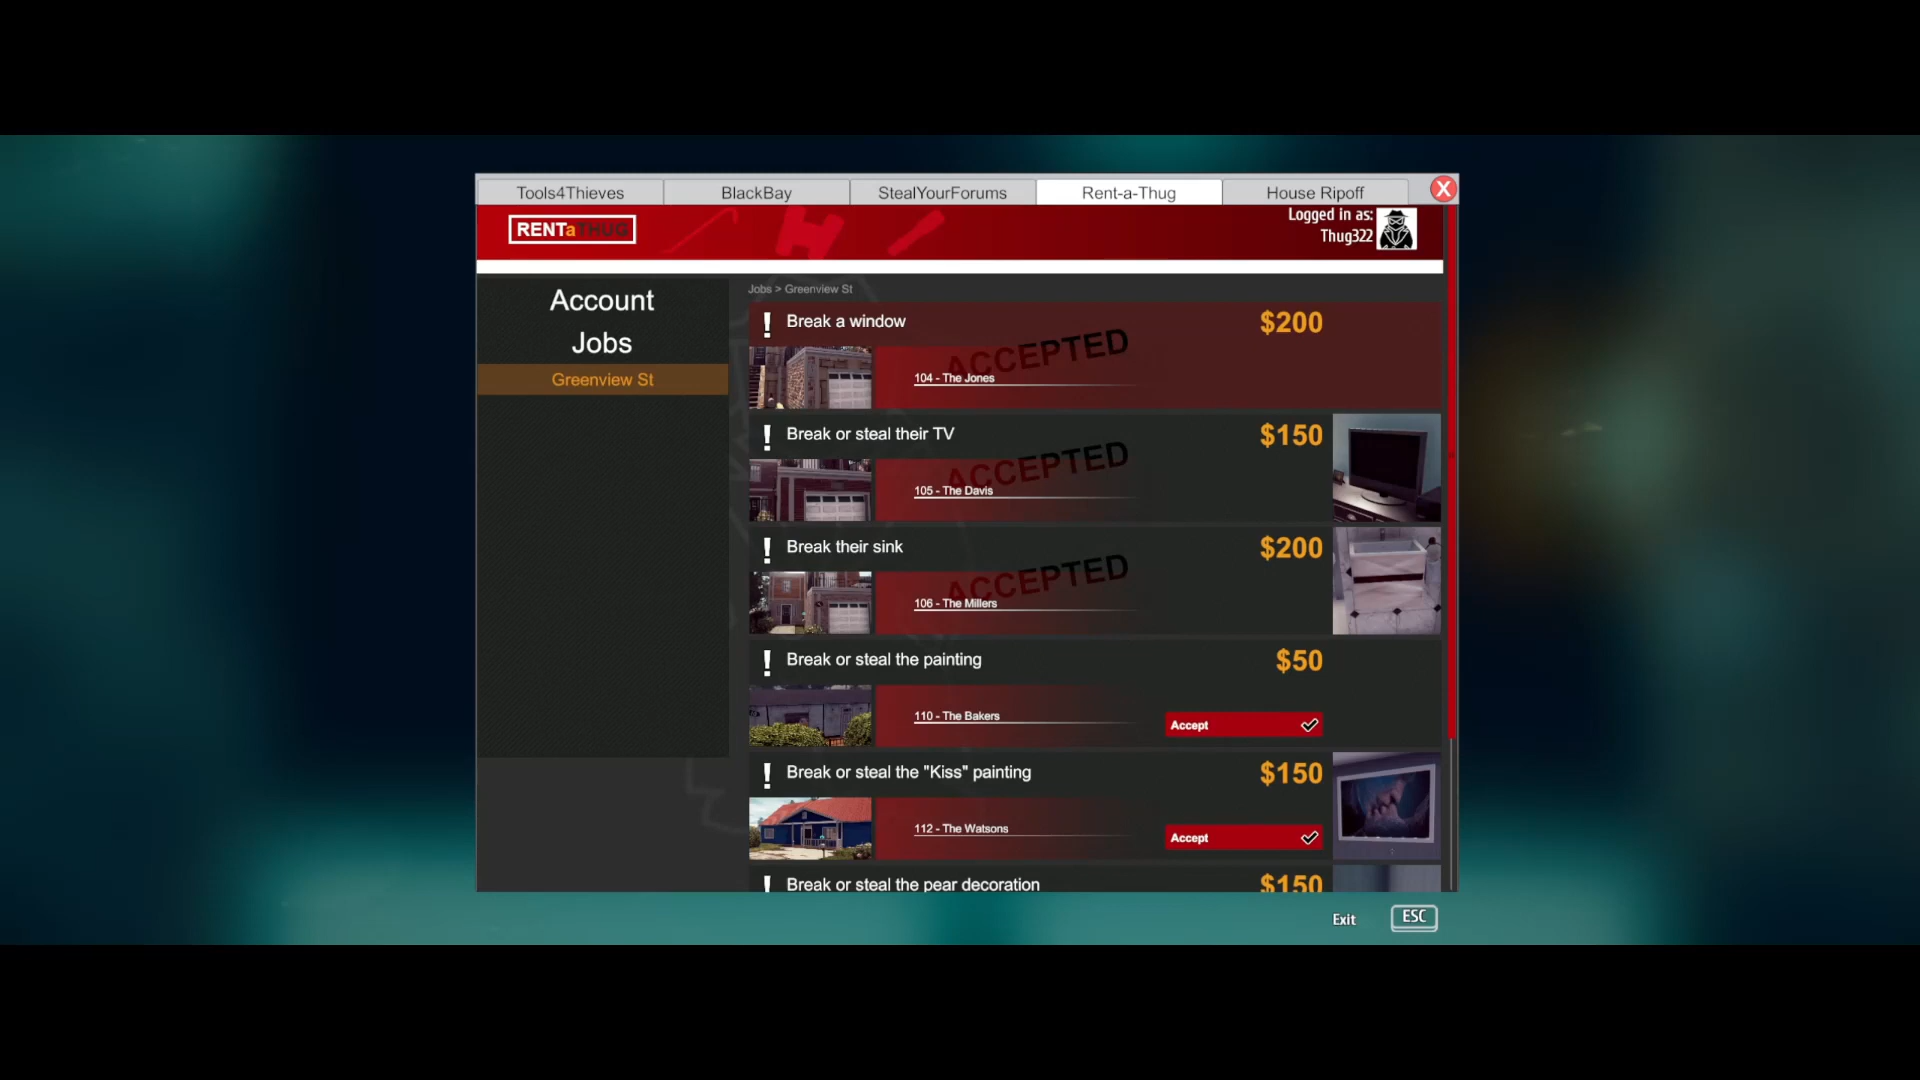 Tools4Thieves BlackBay StealYourForums Rent-a-Thug House Ripoff X
RENTaTHUG
Logged in as:
Thug322
Account
Jobs
Greenview St
Jobs > Greenview St
Break a window $200
ACCEPTED
104 - The Jones
Break or steal their TV $150
ACCEPTED
105 - The Davis
Break their sink $200
ACCEPTED
106 - The Millers
Break or steal the painting $50
110 - The Bakers
Accept
Break or steal the "Kiss" painting $150
112 - The Watsons
Accept
Break or steal the pear decoration $150
Exit ESC